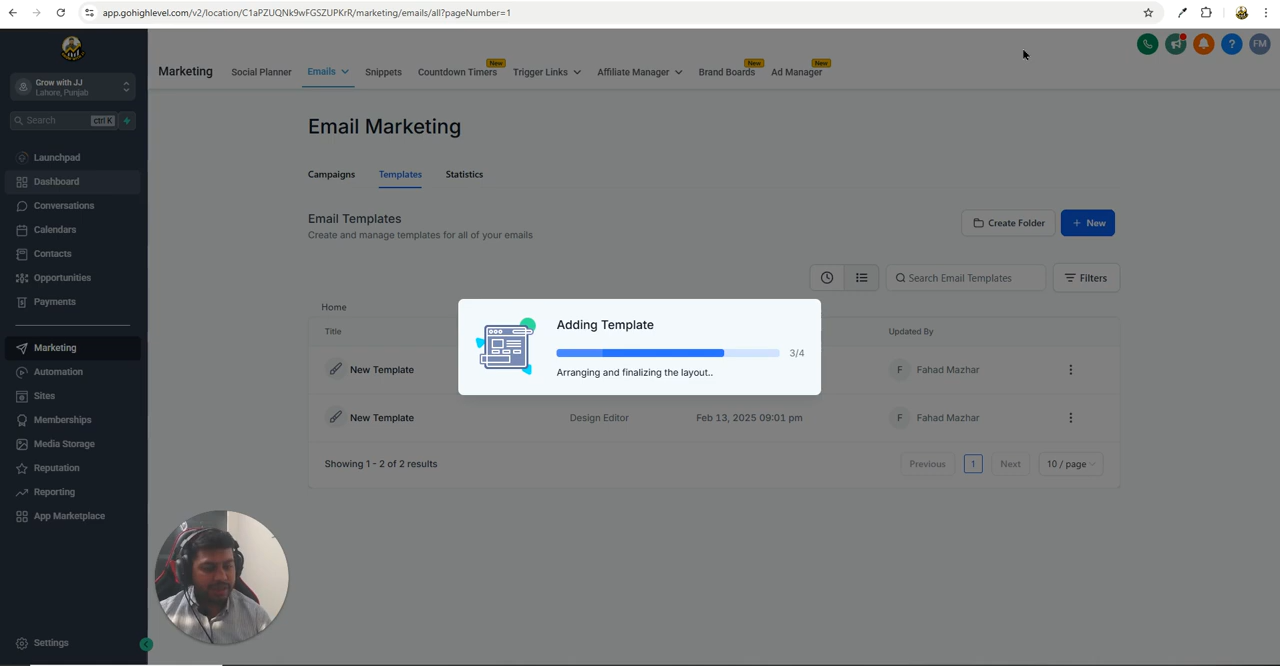 app.gohighlevel.com/v2/location/C1aPZUQNk9wFGSZUPKrR/marketing/emails/all?pageNumber=1
FM
Marketing
Social Planner
Emails
Snippets
Countdown Timers
New
Trigger Links
Affiliate Manager
Brand Boards
New
Ad Manager
New
Grow with JJ
Lahore, Punjab
Search
ctrl K
Launchpad
Dashboard
Conversations
Calendars
Contacts
Opportunities
Payments
Marketing
Automation
Sites
Memberships
Media Storage
Reputation
Reporting
App Marketplace
Settings
Email Marketing
Campaigns
Templates
Statistics
Email Templates
Create and manage templates for all of your emails
Create Folder
+ New
Search Email Templates
Filters
Home
Title
Updated By
Adding Template
3/4
Arranging and finalizing the layout..
New Template
F Fahad Mazhar
New Template
Design Editor
Feb 13, 2025 09:01 pm
F Fahad Mazhar
Showing 1 - 2 of 2 results
Previous
1
Next
10 / page